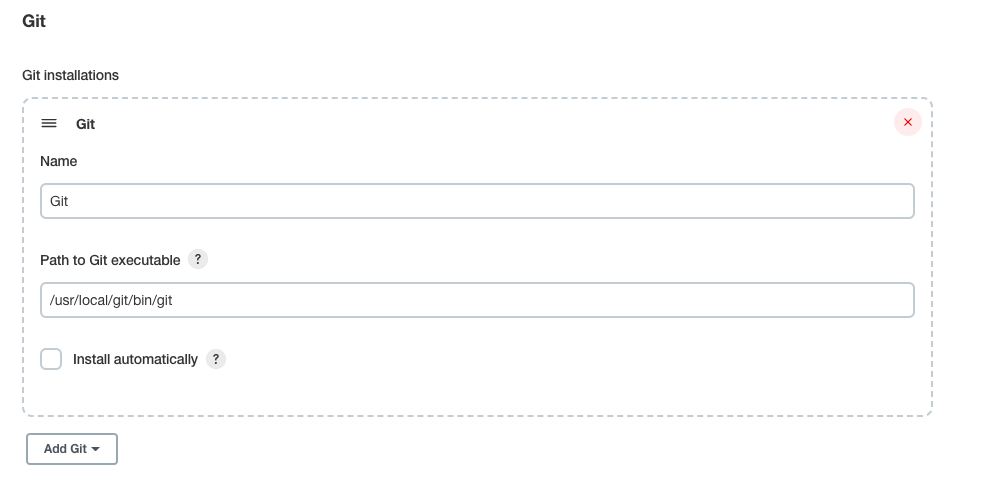 Git
Git installations
Git
Name
Git
Path to Git executable ?
/usr/local/git/bin/git
Install automatically ?
Add Git